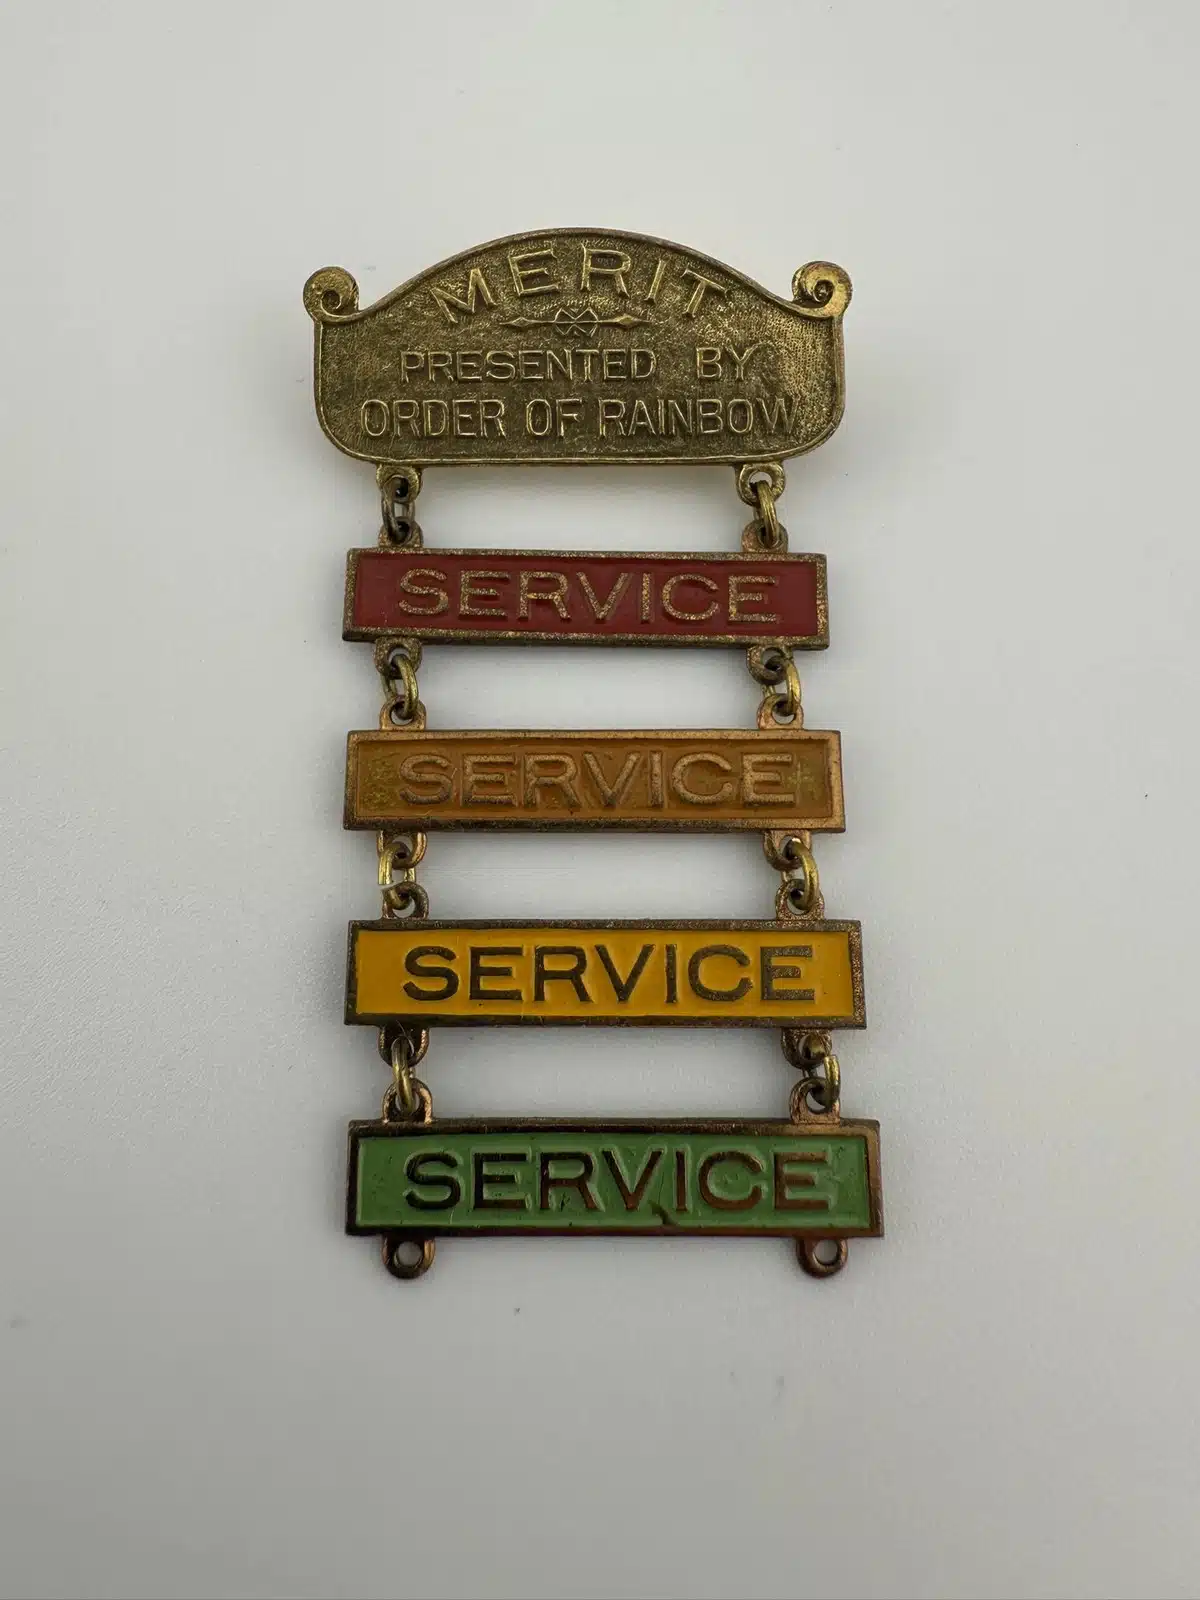 MERIT
PRESENTED BY
ORDER OF RAINBOW
SERVICE
SERVICE
SERVICE
SERVICE